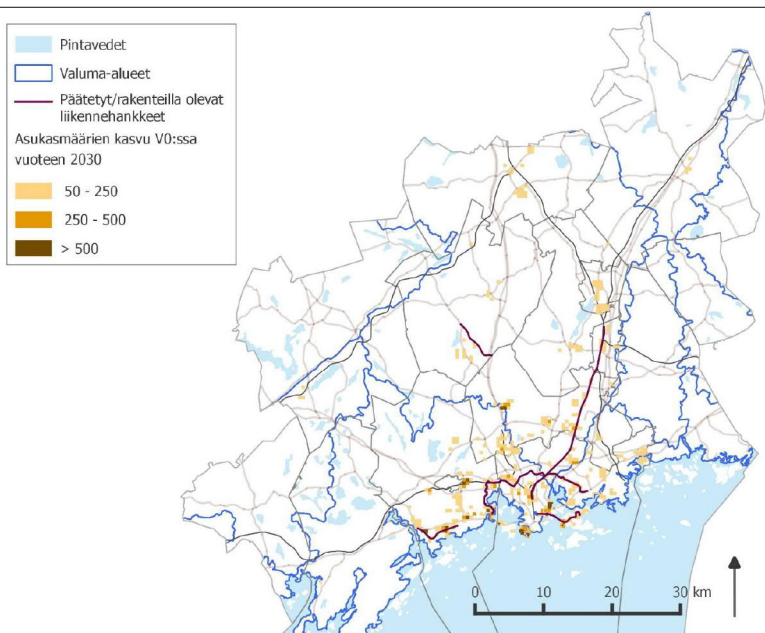 Pintavedet
Valuma-alueet
Päätetyt/rakenteilla olevat
liikennehankkeet
Asukasmäärien kasvu V0:ssa
vuoteen 2030
50 - 250
250 - 500
> 500
0 10 20 30 km